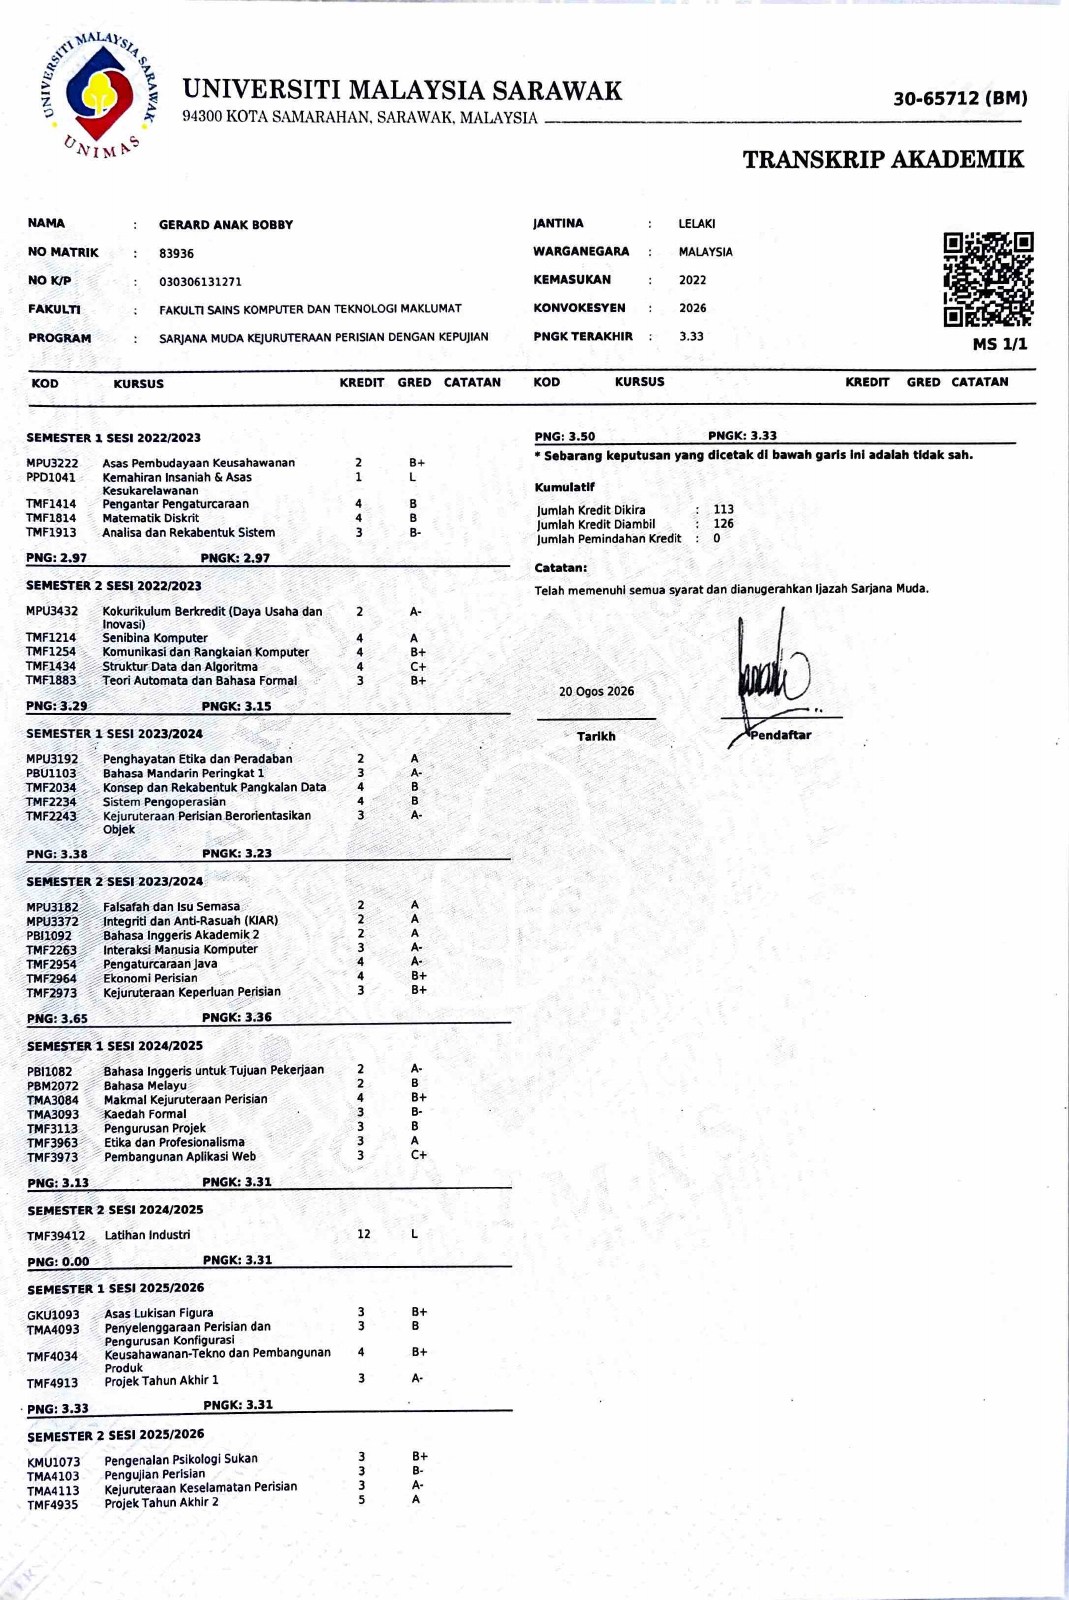 UNIVERSITI MALAYSIA SARAWAK
UNIMAS
UNIVERSITI MALAYSIA SARAWAK
94300 KOTA SAMARAHAN, SARAWAK, MALAYSIA
30-65712 (BM)
TRANSKRIP AKADEMIK
NAMA : GERARD ANAK BOBBY
NO MATRIK : 83936
NO K/P : 030306131271
FAKULTI : FAKULTI SAINS KOMPUTER DAN TEKNOLOGI MAKLUMAT
PROGRAM : SARJANA MUDA KEJURUTERAAN PERISIAN DENGAN KEPUJIAN
JANTINA : LELAKI
WARGANEGARA : MALAYSIA
KEMASUKAN : 2022
KONVOKESYEN : 2026
PNGK TERAKHIR : 3.33
MS 1/1
KOD KURSUS KREDIT GRED CATATAN KOD KURSUS KREDIT GRED CATATAN
SEMESTER 1 SESI 2022/2023
MPU3222 Asas Pembudayaan Keusahawanan 2 B+
PPD1041 Kemahiran Insaniah & Asas 1 L
Kesukarelawanan
TMF1414 Pengantar Pengaturcaraan 4 B
TMF1814 Matematik Diskrit 4 B
TMF1913 Analisa dan Rekabentuk Sistem 3 B-
PNG: 2.97 PNGK: 2.97
SEMESTER 2 SESI 2022/2023
MPU3432 Kokurikulum Berkredit (Daya Usaha dan 2 A-
Inovasi)
TMF1214 Senibina Komputer 4 A
TMF1254 Komunikasi dan Rangkaian Komputer 4 B+
TMF1434 Struktur Data dan Algoritma 4 C+
TMF1883 Teori Automata dan Bahasa Formal 3 B+
PNG: 3.29 PNGK: 3.15
SEMESTER 1 SESI 2023/2024
MPU3192 Penghayatan Etika dan Peradaban 2 A
PBU1103 Bahasa Mandarin Peringkat 1 3 A-
TMF2034 Konsep dan Rekabentuk Pangkalan Data 4 B
TMF2234 Sistem Pengoperasian 4 B
TMF2243 Kejuruteraan Perisian Berorientasikan 3 A-
Objek
PNG: 3.38 PNGK: 3.23
SEMESTER 2 SESI 2023/2024
MPU3182 Falsafah dan Isu Semasa 2 A
MPU3372 Integriti dan Anti-Rasuah (KIAR) 2 A
PBI1092 Bahasa Inggeris Akademik 2 2 A
TMF2263 Interaksi Manusia Komputer 3 A-
TMF2954 Pengaturcaraan Java 4 A-
TMF2964 Ekonomi Perisian 4 B+
TMF2973 Kejuruteraan Keperluan Perisian 3 B+
PNG: 3.65 PNGK: 3.36
SEMESTER 1 SESI 2024/2025
PBI1082 Bahasa Inggeris untuk Tujuan Pekerjaan 2 A-
PBM2072 Bahasa Melayu 2 B
TMA3084 Makmal Kejuruteraan Perisian 4 B+
TMA3093 Kaedah Formal 3 B-
TMF3113 Pengurusan Projek 3 B
TMF3963 Etika dan Profesionalisma 3 A
TMF3973 Pembangunan Aplikasi Web 3 C+
PNG: 3.13 PNGK: 3.31
SEMESTER 2 SESI 2024/2025
TMF39412 Latihan Industri 12 L
PNG: 0.00 PNGK: 3.31
SEMESTER 1 SESI 2025/2026
GKU1093 Asas Lukisan Figura 3 B+
TMA4093 Penyelenggaraan Perisian dan 3 B
Pengurusan Konfigurasi
TMF4034 Keusahawanan-Tekno dan Pembangunan 4 B+
Produk
TMF4913 Projek Tahun Akhir 1 3 A-
PNG: 3.33 PNGK: 3.31
SEMESTER 2 SESI 2025/2026
KMU1073 Pengenalan Psikologi Sukan 3 B+
TMA4103 Pengujian Perisian 3 B-
TMA4113 Kejuruteraan Keselamatan Perisian 3 A-
TMF4935 Projek Tahun Akhir 2 5 A
PNG: 3.50 PNGK: 3.33
* Sebarang keputusan yang dicetak di bawah garis ini adalah tidak sah.
Kumulatif
Jumlah Kredit Dikira : 113
Jumlah Kredit Diambil : 126
Jumlah Pemindahan Kredit : 0
Catatan:
Telah memenuhi semua syarat dan dianugerahkan Ijazah Sarjana Muda.
20 Ogos 2026
Tarikh
Pendaftar